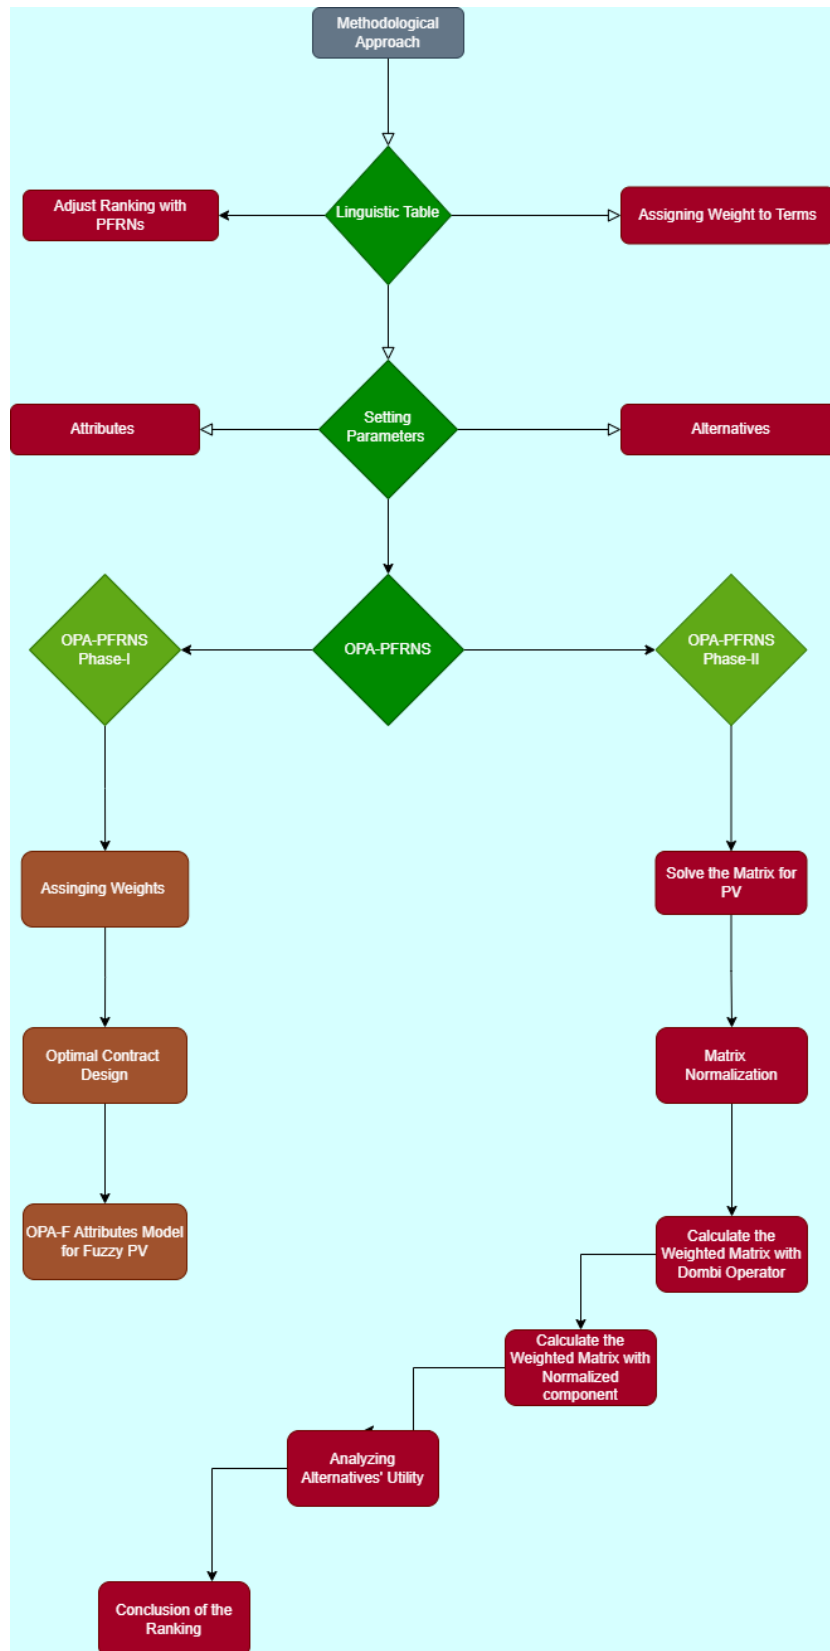 Methodological
Approach
Linguistic Table
Adjust Ranking with
PFRNs
Assigning Weight to Terms
Setting
Parameters
Attributes
Alternatives
OPA-PFRNS
Phase-I
OPA-PFRNS
OPA-PFRNS
Phase-II
Assinging Weights
Solve the Matrix for
PV
Optimal Contract
Design
Matrix
Normalization
OPA-F Attributes Model
for Fuzzy PV
Calculate the
Weighted Matrix with
Dombi Operator
Calculate the
Weighted Matrix with
Normalized
component
Analyzing
Alternatives' Utility
Conclusion of the
Ranking